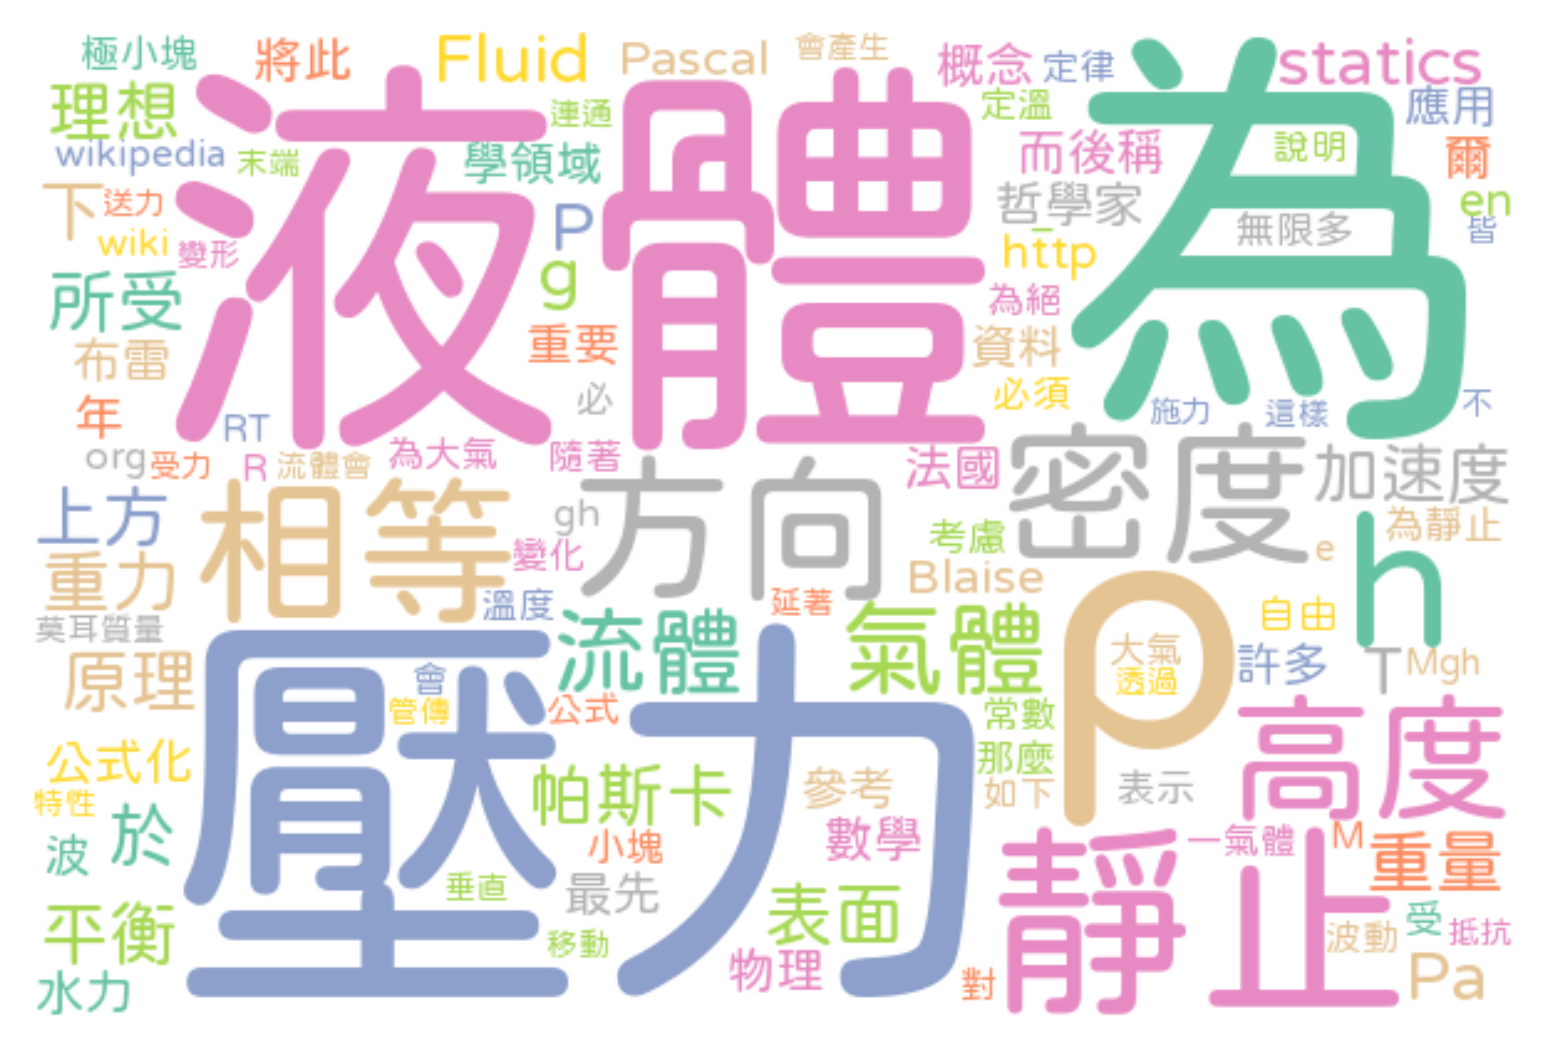 極小塊
將此
Fluid
Pascal
會產生
概念
定律
statics
理想
液體
連通
為
定溫
應用
wikipedia
末端
學領域
而後稱
說明
爾
下
送力
P
哲學家
無限多
en
皆
wiki
變形
g
http
_
所受
為絕
布雷
重要
資料
年
必
必須
施力
這樣
不
RT
org
受力
R
流體會
為大氣
隨著
法國
密度
加速度
上方
相等
gh
方向
為靜止
重力
變化
考慮
e
h
溫度
Blaise
莫耳質量
延著
ρ
自由
原理
壓力
流體
氣體
大氣
透過
許多
T
Mgh
會
管傳
公式
常數
高度
公式化
帕斯卡
那麼
特性
參考
如下
表示
於
波
小塊
數學
靜止
一氣體
M
重量
垂直
最先
表面
平衡
移動
波動
受
抵抗
水力
物理
對
Pa